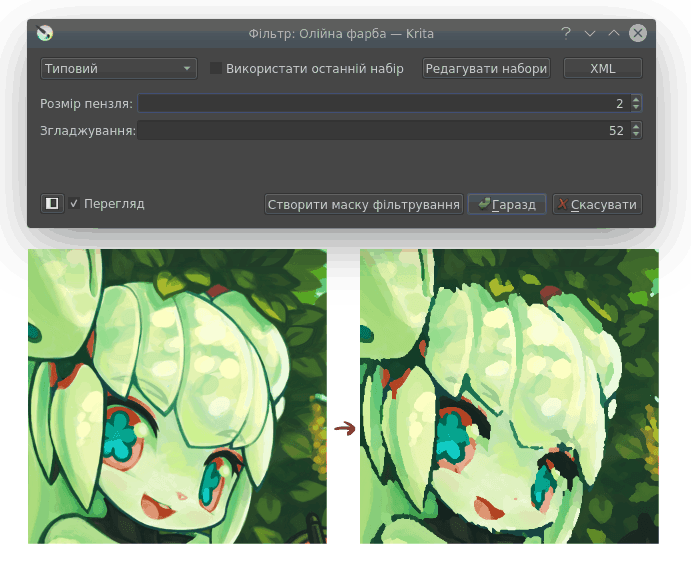 Фільтр: Олійна фарба — Krita
Типовий
Використати останній набір
Редагувати набори
XML
Розмір пензля:
2
Згладжування:
52
Перегляд
Створити маску фільтрування
Гаразд
Скасувати